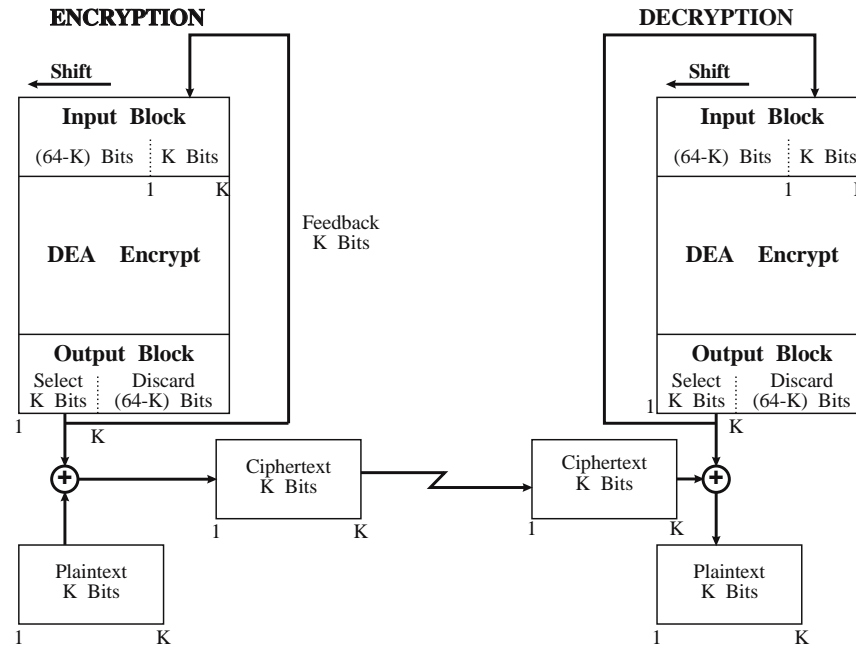 ENCRYPTION
Shift
Input Block
(64-K) Bits K Bits
1 K
DEA Encrypt
Feedback
K Bits
Output Block
Select Discard
K Bits (64-K) Bits
1 K
Ciphertext
K Bits
1 K
Plaintext
K Bits
1 K
DECRYPTION
Shift
Input Block
(64-K) Bits K Bits
1
DEA Encrypt
Output Block
Select Discard
K Bits (64-K) Bits
1 K
Ciphertext
K Bits
1 K
Plaintext
K Bits
1 K